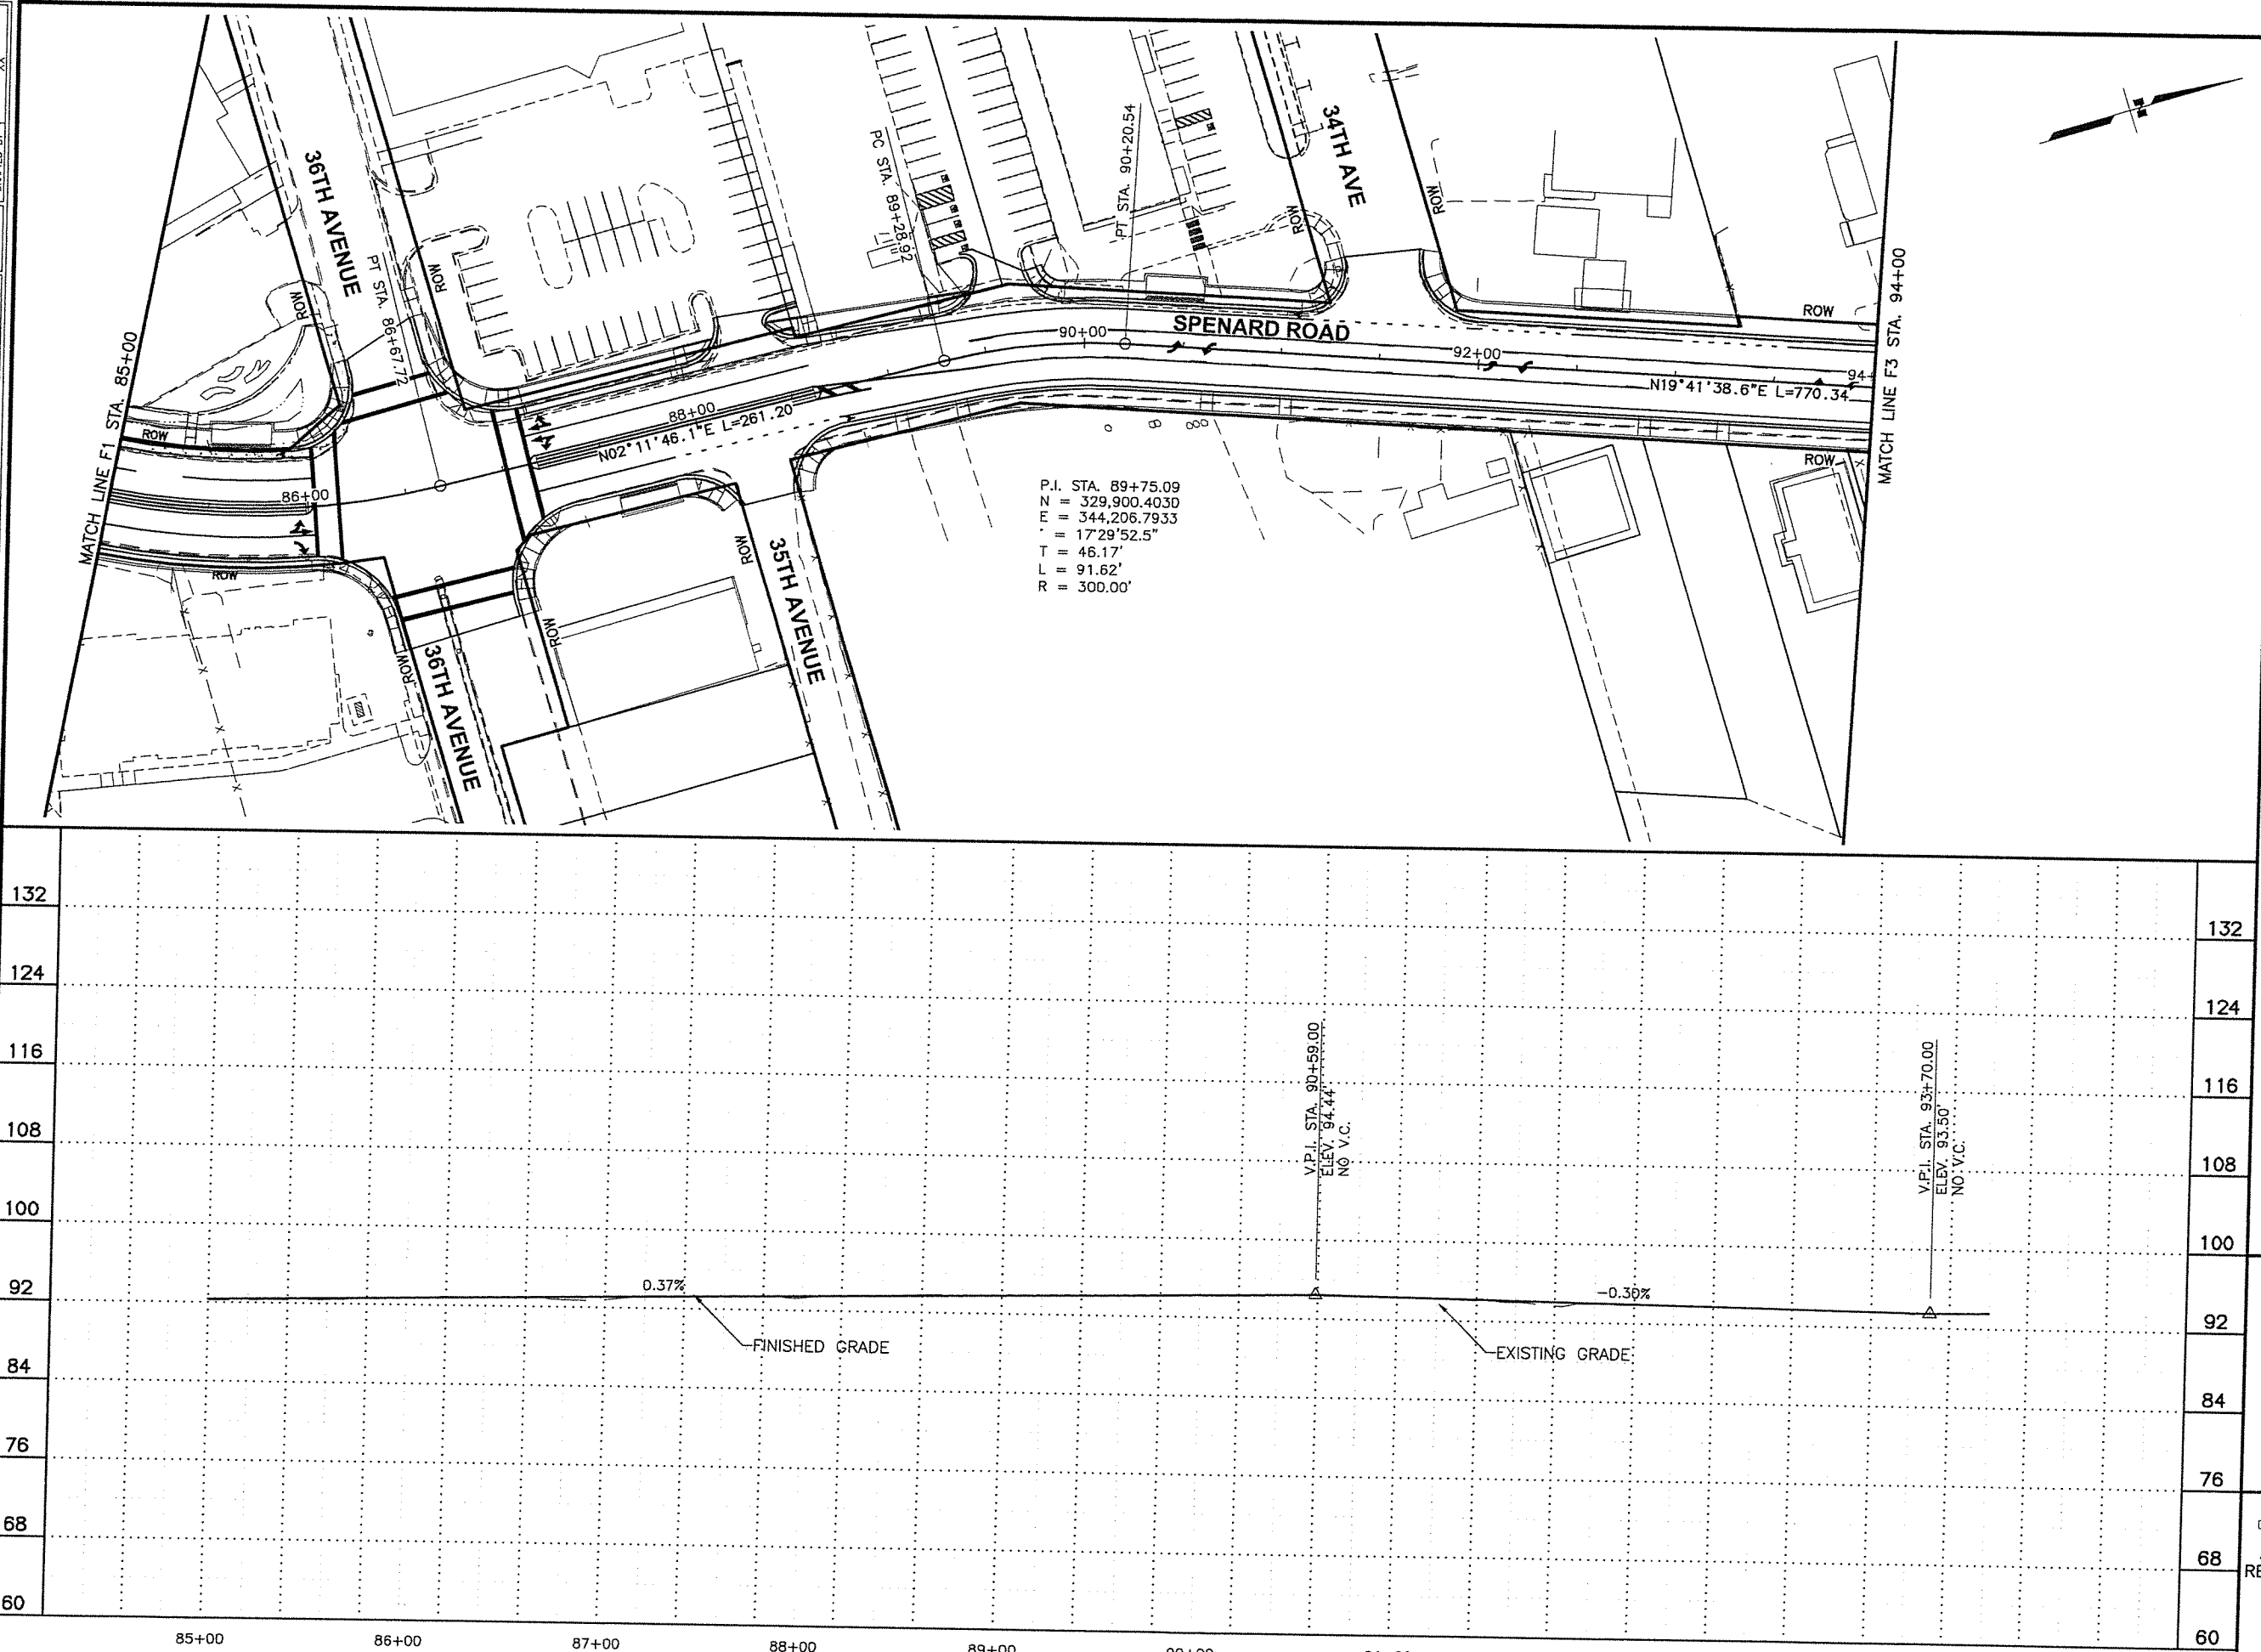 36TH AVENUE
PT STA. 86+67.72
ROW
ROW
PC STA. 89+28.92
PT STA. 90+20.54
34TH AVE
ROW
ROW
MATCH LINE F1 STA. 85+00
ROW
86+00
88+00
N02°11'46.1"E L=261.20
90+00
SPENARD ROAD
92+00
N19°41'38.6"E L=770.34
94+
ROW
ROW
MATCH LINE F3 STA. 94+00
ROW
ROW
36TH AVENUE
ROW
ROW
35TH AVENUE
P.I. STA. 89+75.09
N = 329,900.4030
E = 344,206.7933
' = 17°29'52.5"
T = 46.17'
L = 91.62'
R = 300.00'
132
124
116
108
100
92
84
76
68
60
V.P.I. STA. 90+59.00
ELEV. 94.44
NO V.C.
V.P.I. STA. 93+70.00
ELEV. 93.50'
NO V.C.
0.37%
FINISHED GRADE
-0.30%
EXISTING GRADE
132
124
116
108
100
92
84
76
68
60
RE
85+00
86+00
87+00
88+00
89+00